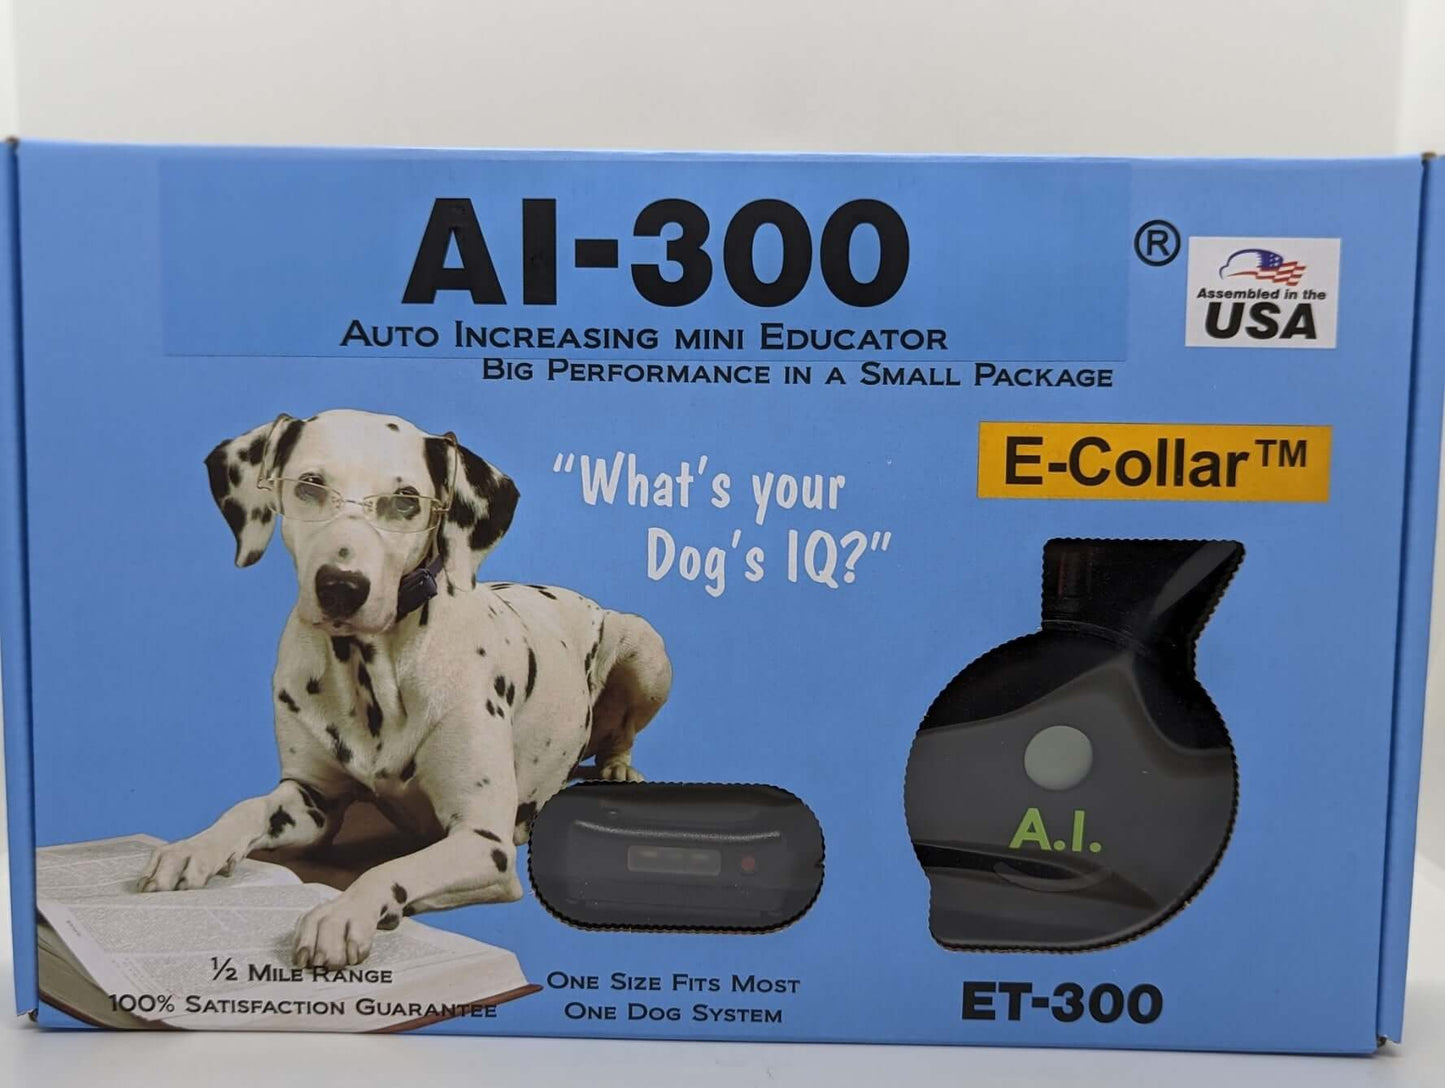 AI-300
AUTO INCREASING MINI EDUCATOR
BIG PERFORMANCE IN A SMALL PACKAGE
®
Assembled in the
USA
"What's your
Dog's IQ?"
E-Collar™
A.I.
½ MILE RANGE
100% SATISFACTION GUARANTEE
ONE SIZE FITS MOST
ONE DOG SYSTEM
ET-300